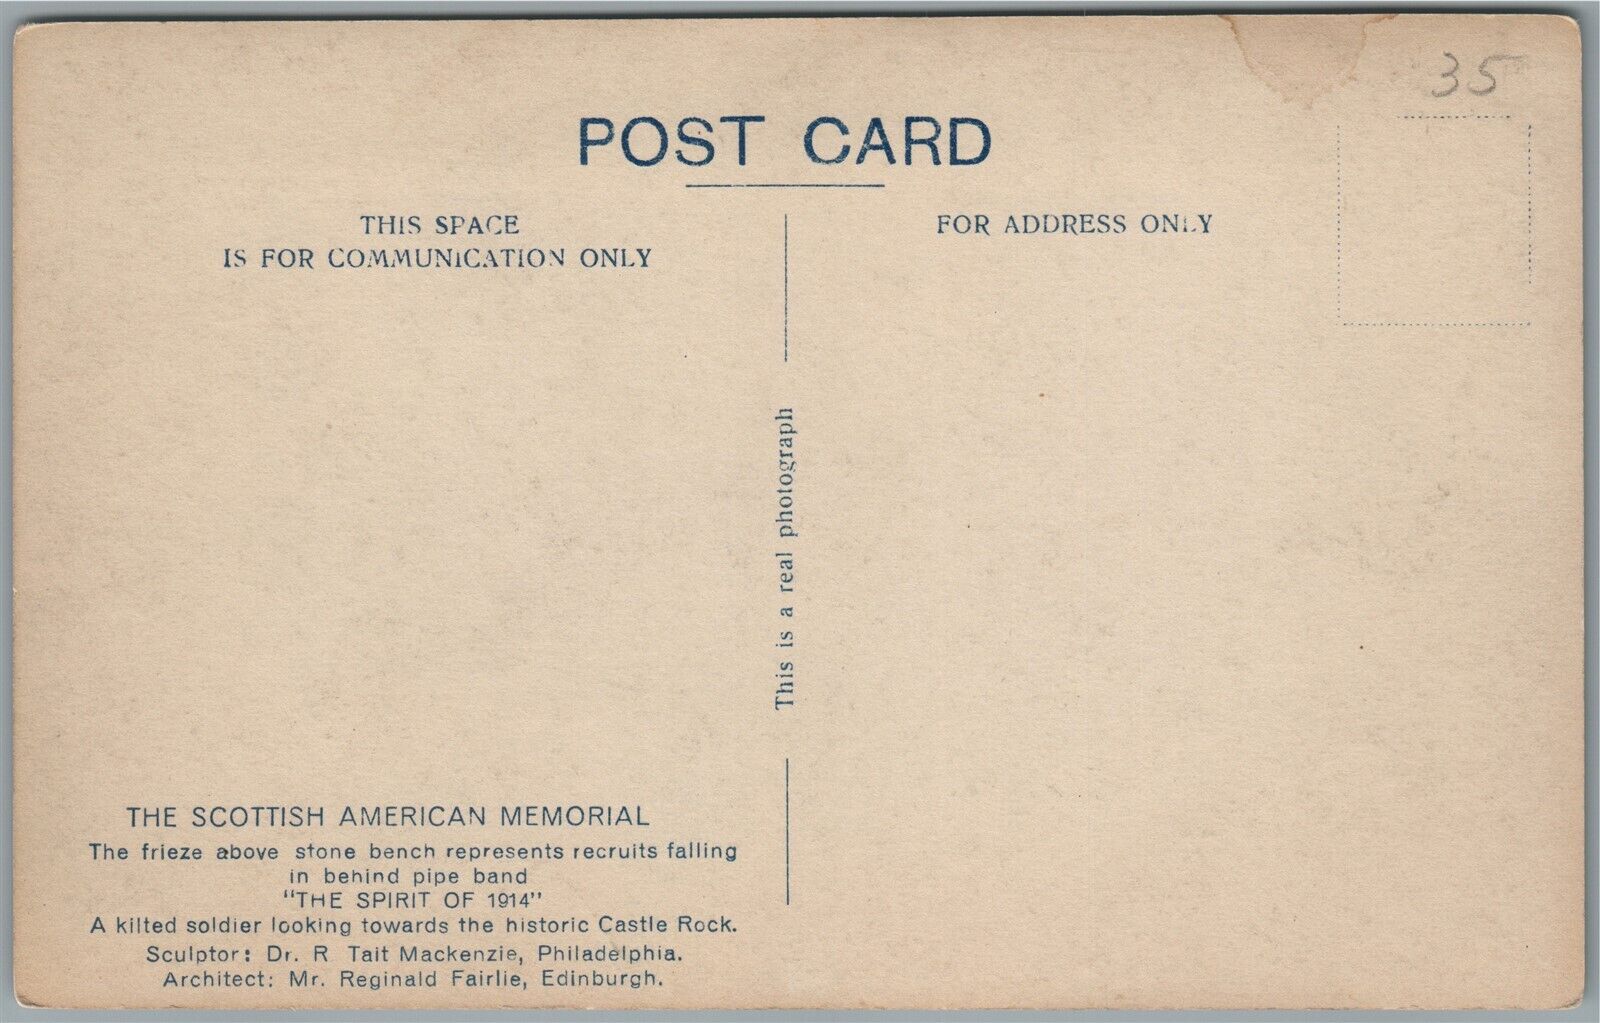 35
POST CARD
THIS SPACE
IS FOR COMMUNICATION ONLY
FOR ADDRESS ONLY
This is a real photograph
THE SCOTTISH AMERICAN MEMORIAL
The frieze above stone bench represents recruits falling
in behind pipe band
"THE SPIRIT OF 1914"
A kilted soldier looking towards the historic Castle Rock.
Sculptor: Dr. R Tait Mackenzie, Philadelphia.
Architect: Mr. Reginald Fairlie, Edinburgh.